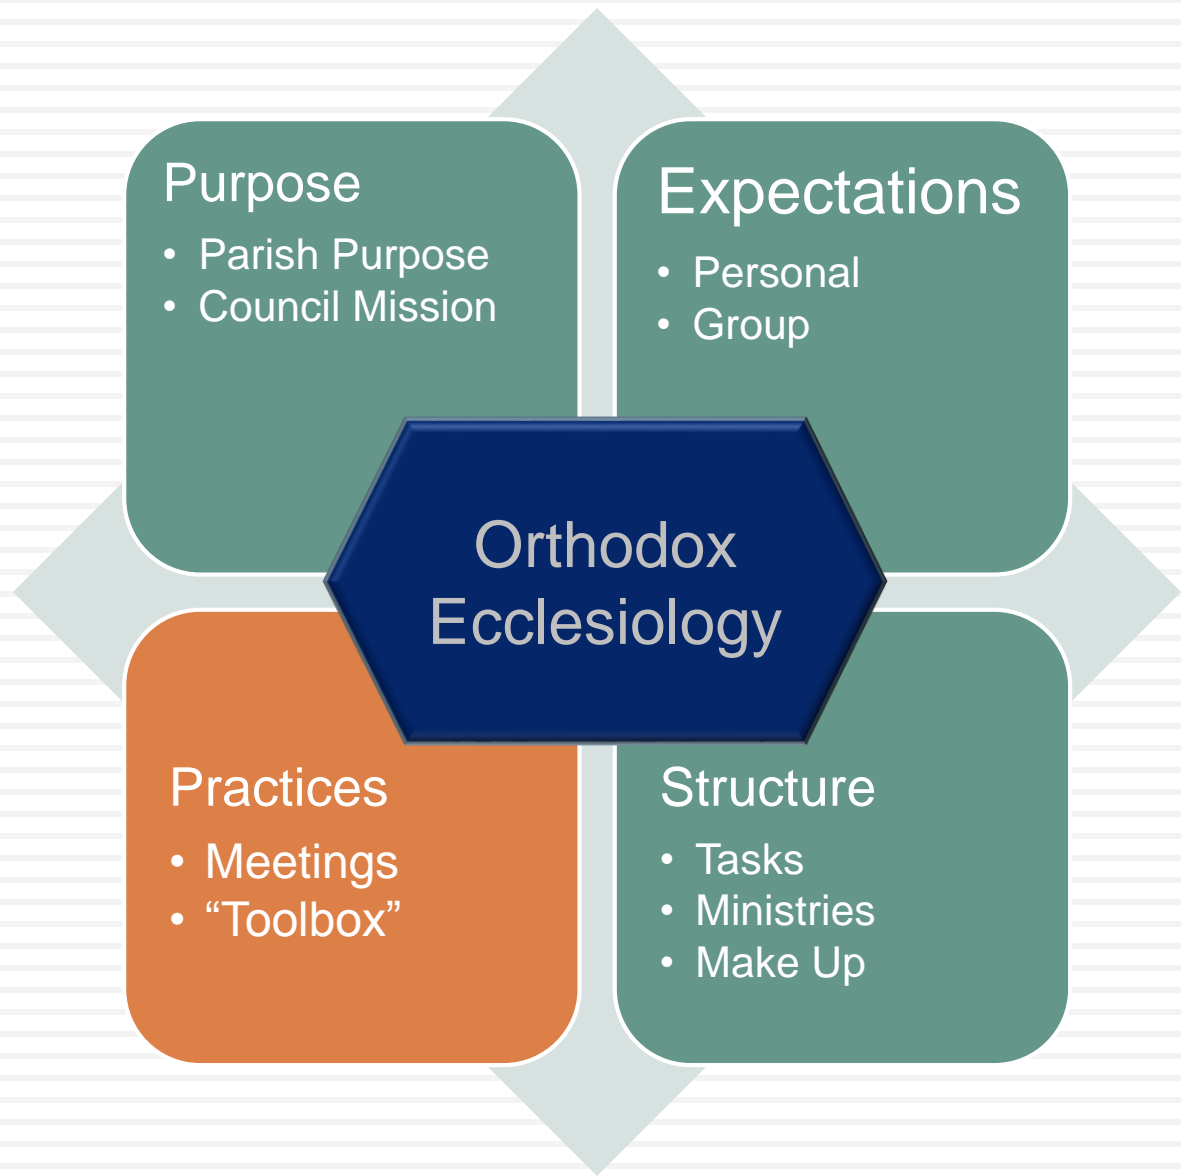 Purpose
• Parish Purpose
• Council Mission
Expectations
• Personal
• Group
Orthodox
Ecclesiology
Practices
• Meetings
• “Toolbox”
Structure
• Tasks
• Ministries
• Make Up